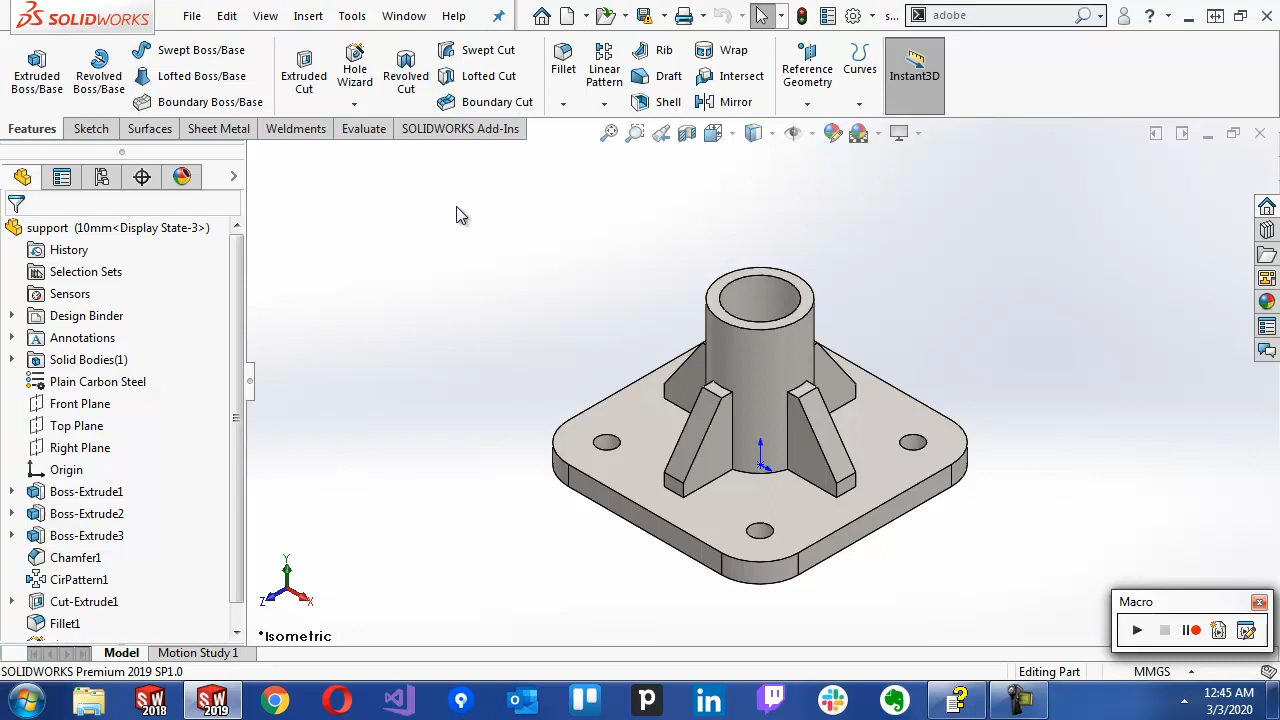 SOLIDWORKS File Edit View Insert Tools Window Help s... adobe
Extruded Boss/Base
Revolved Boss/Base
Swept Boss/Base
Lofted Boss/Base
Boundary Boss/Base
Extruded Cut
Hole Wizard
Revolved Cut
Swept Cut
Lofted Cut
Boundary Cut
Fillet
Linear Pattern
Rib
Draft
Shell
Wrap
Intersect
Mirror
Reference Geometry
Curves
Instant3D
Features Sketch Surfaces Sheet Metal Weldments Evaluate SOLIDWORKS Add-Ins
support (10mm<Display State-3>)
History
Selection Sets
Sensors
Design Binder
Annotations
Solid Bodies(1)
Plain Carbon Steel
Front Plane
Top Plane
Right Plane
Origin
Boss-Extrude1
Boss-Extrude2
Boss-Extrude3
Chamfer1
CirPattern1
Cut-Extrude1
Fillet1
Y
Z
X
*Isometric
Macro
Model Motion Study 1
SOLIDWORKS Premium 2019 SP1.0 Editing Part MMGS
SW 2018
SW 2019
in
12:45 AM
3/3/2020